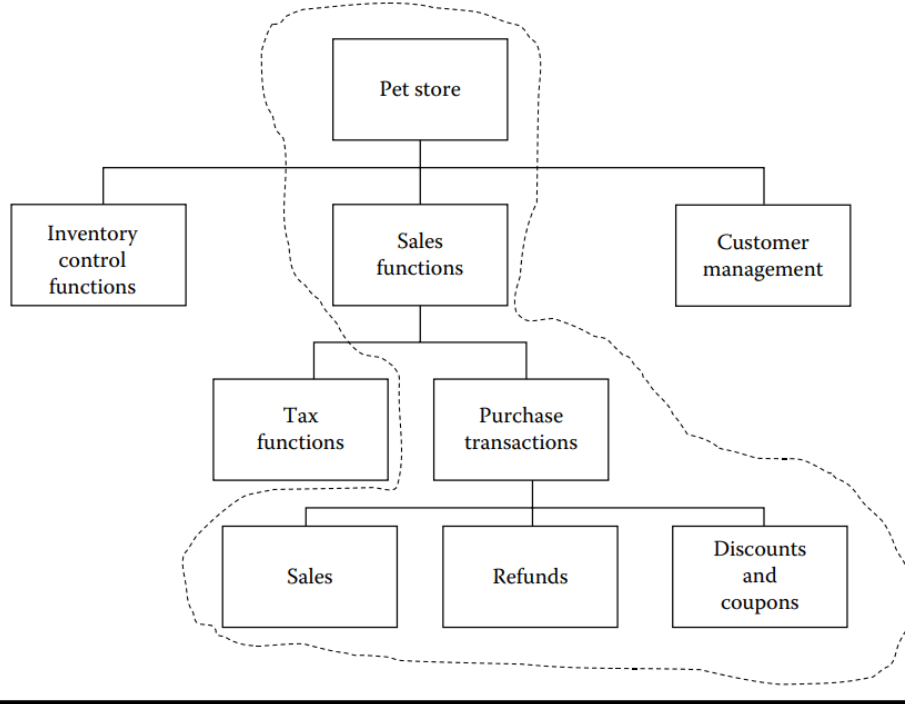 Pet store
Inventory
control
functions
Sales
functions
Customer
management
Tax
functions
Purchase
transactions
Sales
Refunds
Discounts
and
coupons